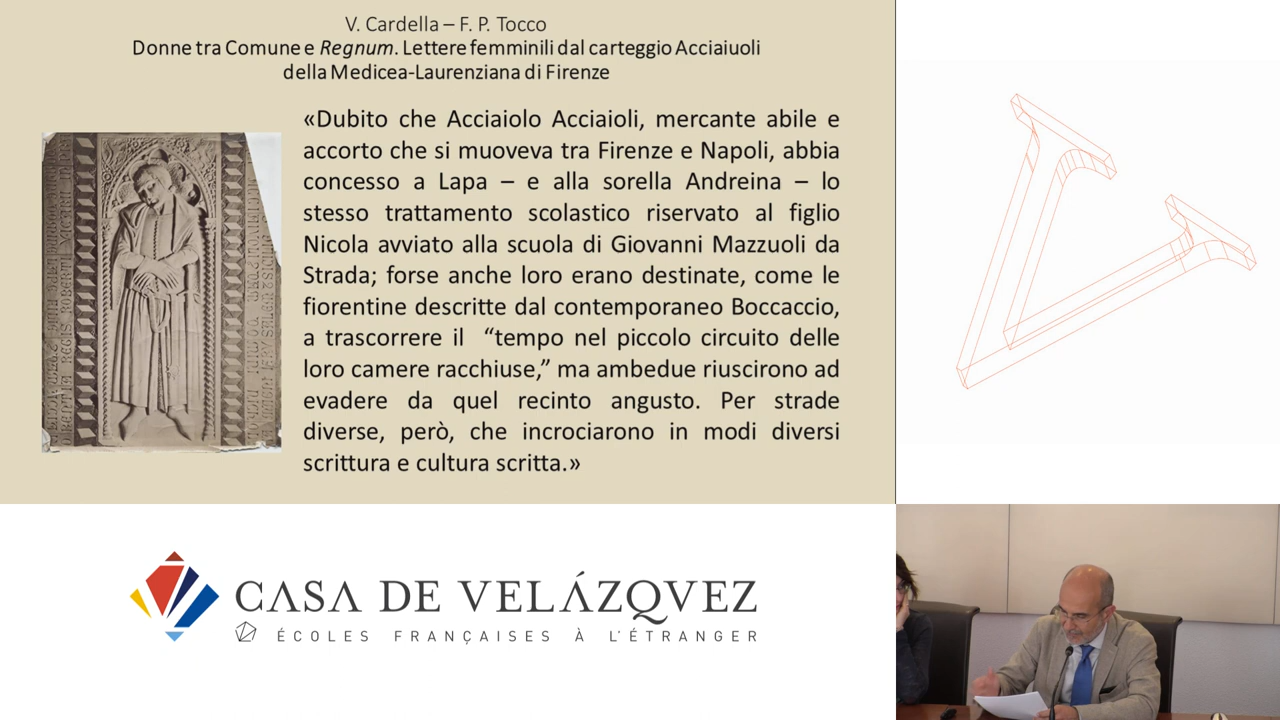 V. Cardella – F. P. Tocco
Donne tra Comune e Regnum. Lettere femminili dal carteggio Acciaiuoli
della Medicea-Laurenziana di Firenze
«Dubito che Acciaiolo Acciaioli, mercante abile e
accorto che si muoveva tra Firenze e Napoli, abbia
concesso a Lapa – e alla sorella Andreina – lo
stesso trattamento scolastico riservato al figlio
Nicola avviato alla scuola di Giovanni Mazzuoli da
Strada; forse anche loro erano destinate, come le
fiorentine descritte dal contemporaneo Boccaccio,
a trascorrere il “tempo nel piccolo circuito delle
loro camere racchiuse,” ma ambedue riuscirono ad
evadere da quel recinto angusto. Per strade
diverse, però, che incrociarono in modi diversi
scrittura e cultura scritta.»
CASA DE VELÁZQVEZ
ÉCOLES FRANÇAISES À L'ÉTRANGER